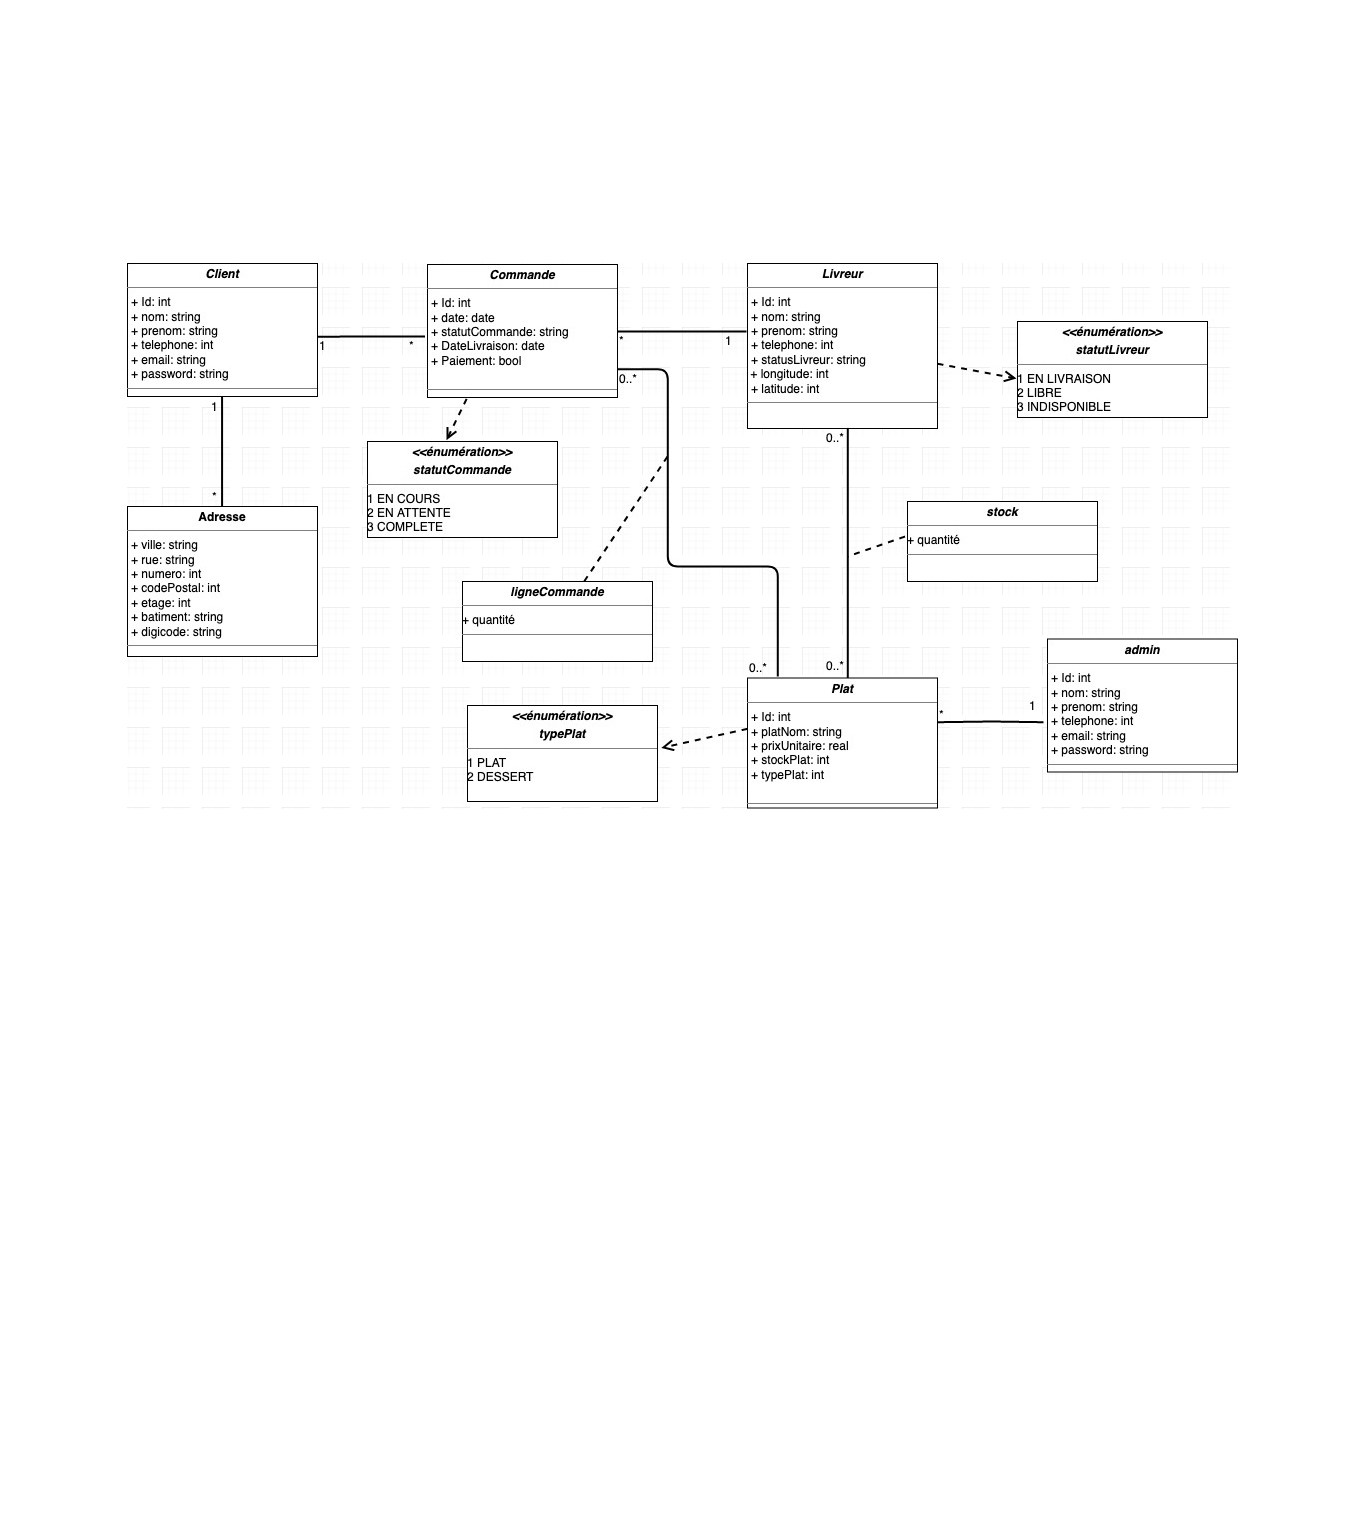 Client
+ Id: int
+ nom: string
+ prenom: string
+ telephone: int
+ email: string
+ password: string
1
*
1
*
Commande
+ Id: int
+ date: date
+ statutCommande: string
+ DateLivraison: date
+ Paiement: bool
*
1
0..*
Livreur
+ Id: int
+ nom: string
+ prenom: string
+ telephone: int
+ statusLivreur: string
+ longitude: int
+ latitude: int
0..*
<<énumération>>
statutLivreur
1 EN LIVRAISON
2 LIBRE
3 INDISPONIBLE
<<énumération>>
statutCommande
1 EN COURS
2 EN ATTENTE
3 COMPLETE
Adresse
+ ville: string
+ rue: string
+ numero: int
+ codePostal: int
+ etage: int
+ batiment: string
+ digicode: string
stock
+ quantité
ligneCommande
+ quantité
0..*
0..*
<<énumération>>
typePlat
1 PLAT
2 DESSERT
Plat
+ Id: int
+ platNom: string
+ prixUnitaire: real
+ stockPlat: int
+ typePlat: int
*
1
admin
+ Id: int
+ nom: string
+ prenom: string
+ telephone: int
+ email: string
+ password: string